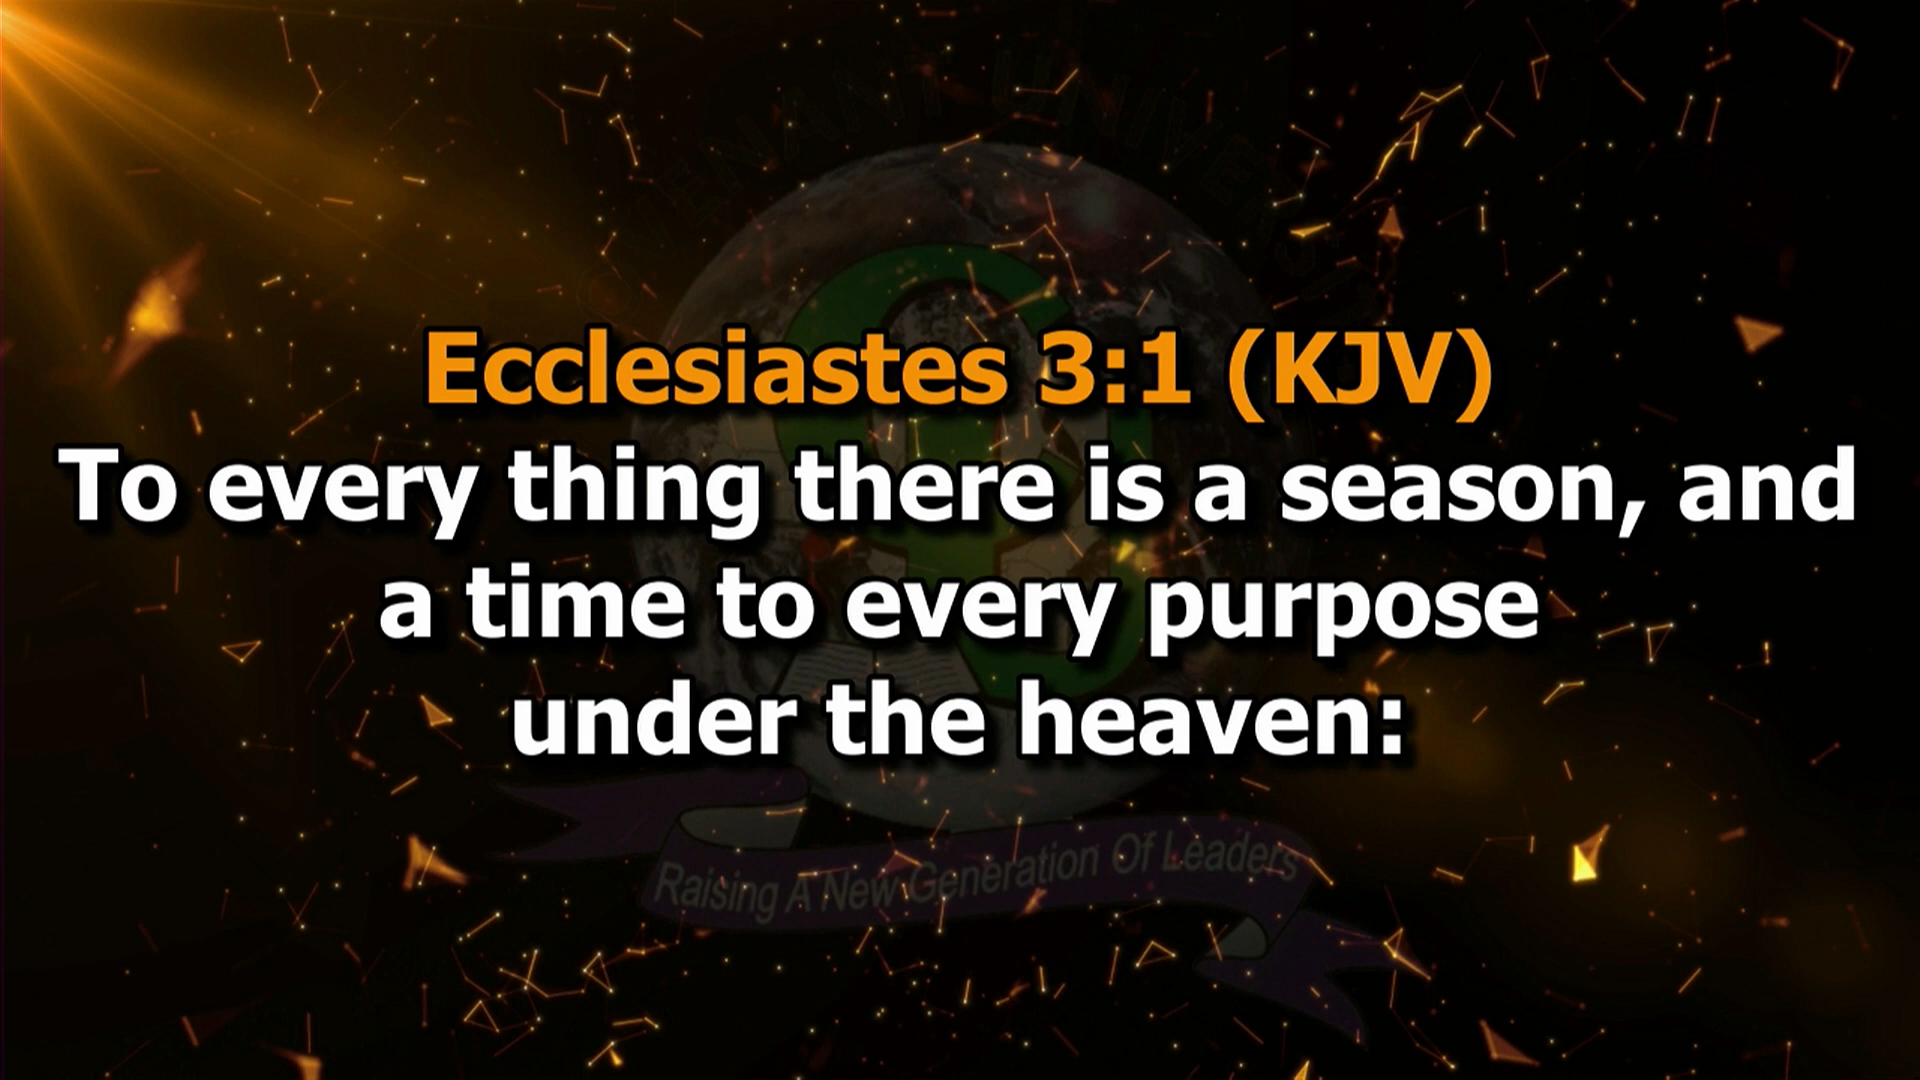 Ecclesiastes 3:1 (KJV)
To every thing there is a season, and
a time to every purpose
under the heaven:
Raising A New Generation Of Leaders